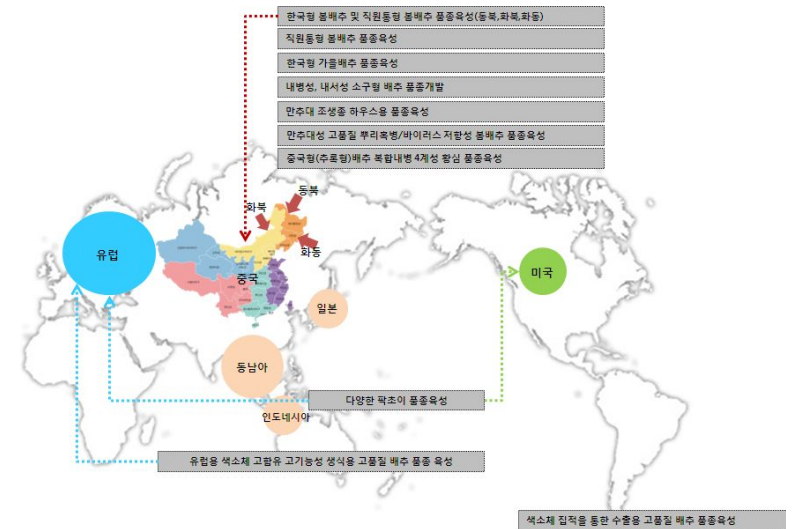 한국형 봄배추 및 직원통형 봄배추 품종육성(동북,화북,화동)
직원통형 봄배추 품종육성
한국형 가을배추 품종육성
내병성, 내서성 소구형 배추 품종개발
만추대 조생종 하우스용 품종육성
만추대성 고품질 뿌리혹병/바이러스 저항성 봄배추 품종육성
중국형(추록형)배추 복합내병 4계성 황심 품종육성
동북
화북
화동
유럽
중국
미국
일본
동남아
다양한 팍초이 품종육성
인도네시아
유럽용 색소체 고함유 고기능성 생식용 고품질 배추 품종 육성
색소체 집적을 통한 수출용 고품질 배추 품종육성